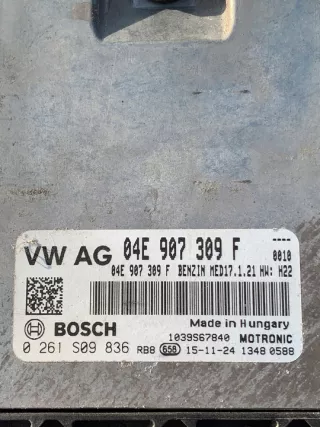 VW AG 04E 907 309 F 0010
04E 907 309 F BENZIN MED17.1.21 HW: H22
BOSCH Made in Hungary
1039S67840 MOTRONIC
0 261 S09 836 RB8 658 15-11-24 1348 0588